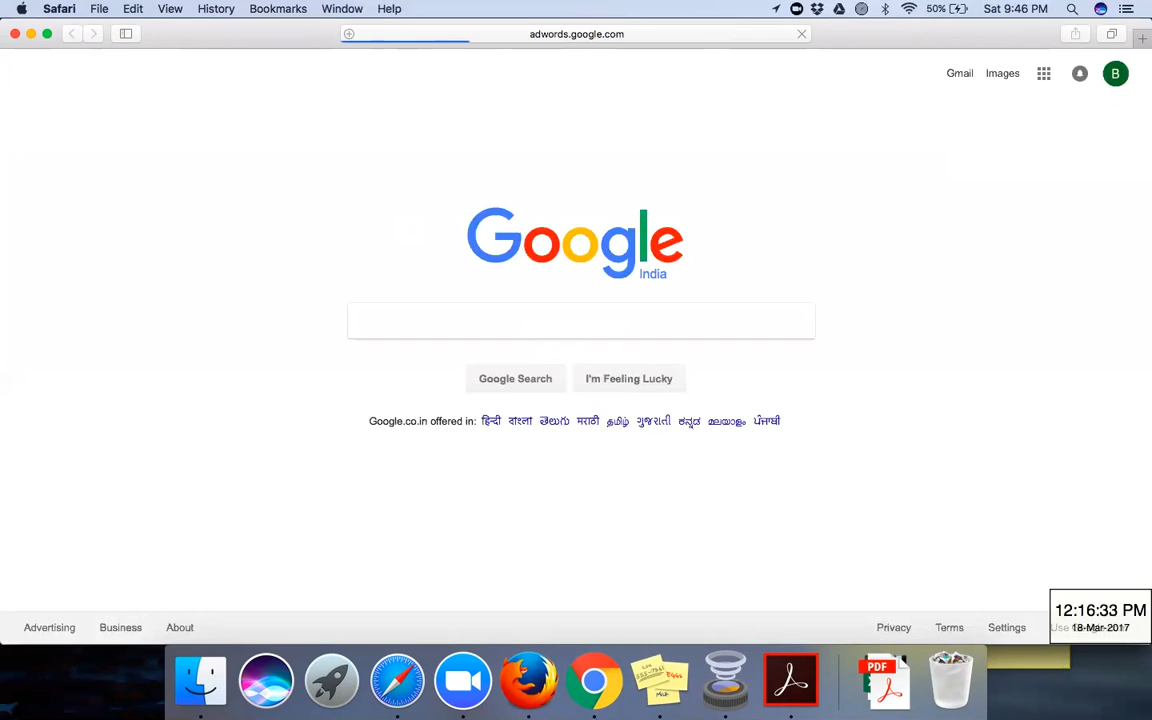 Safari File Edit View History Bookmarks Window Help 50% Sat 9:46 PM
adwords.google.com
Gmail Images B
Google
India
Google Search I'm Feeling Lucky
Google.co.in offered in: हिन्दी বাংলা తెలుగు मराठी தமிழ் ગુજરાતી ಕನ್ನಡ മലയാളം ਪੰਜਾਬੀ
12:16:33 PM
Advertising Business About Privacy Terms Settings Use 18-Mar-2017
PDF